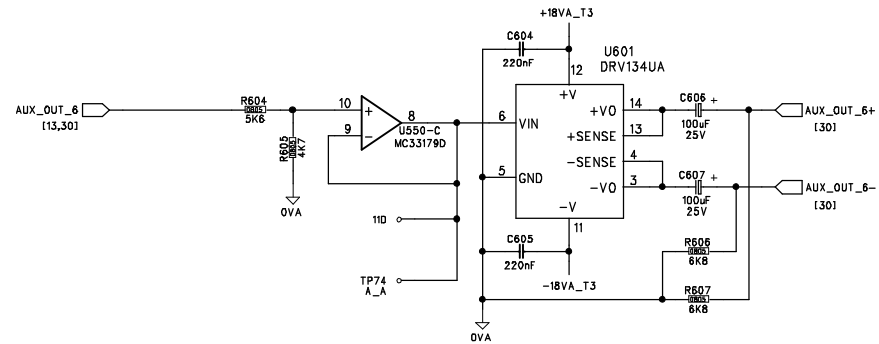 +18VA_T3
C604
220nF
12
U601
DRV134UA
AUX_OUT_6
[13,30]
R604
0805
5K6
R605
0805
4K7
0VA
10
+
9
-
8
U550-C
MC33179D
6
VIN
5
GND
+V
+VO
14
+SENSE
13
-SENSE
4
-VO
3
-V
11
C606
+
100uF
25V
C607
+
100uF
25V
AUX_OUT_6+
[30]
AUX_OUT_6-
[30]
11D
TP74
A_A
C605
220nF
-18VA_T3
R606
0805
6K8
R607
0805
6K8
0VA